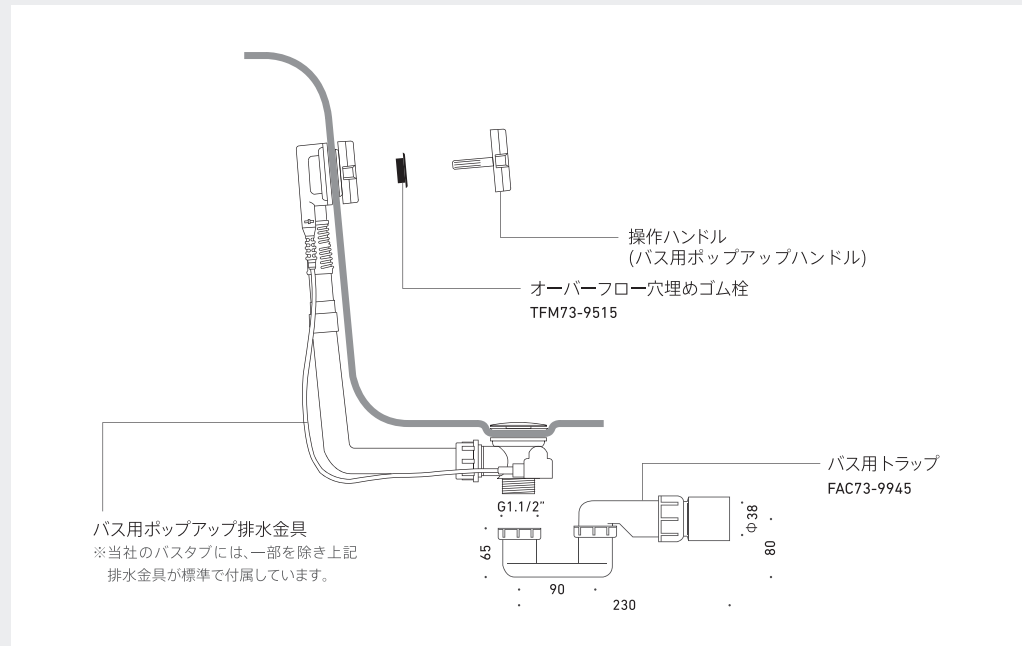 操作ハンドル
(バス用ポップアップハンドル)
オーバーフロー穴埋めゴム栓
TFM73-9515
バス用トラップ
FAC73-9945
G1.1/2"
Φ38
80
65
90
230
バス用ポップアップ排水金具
※当社のバスタブには、一部を除き上記
排水金具が標準で付属しています。